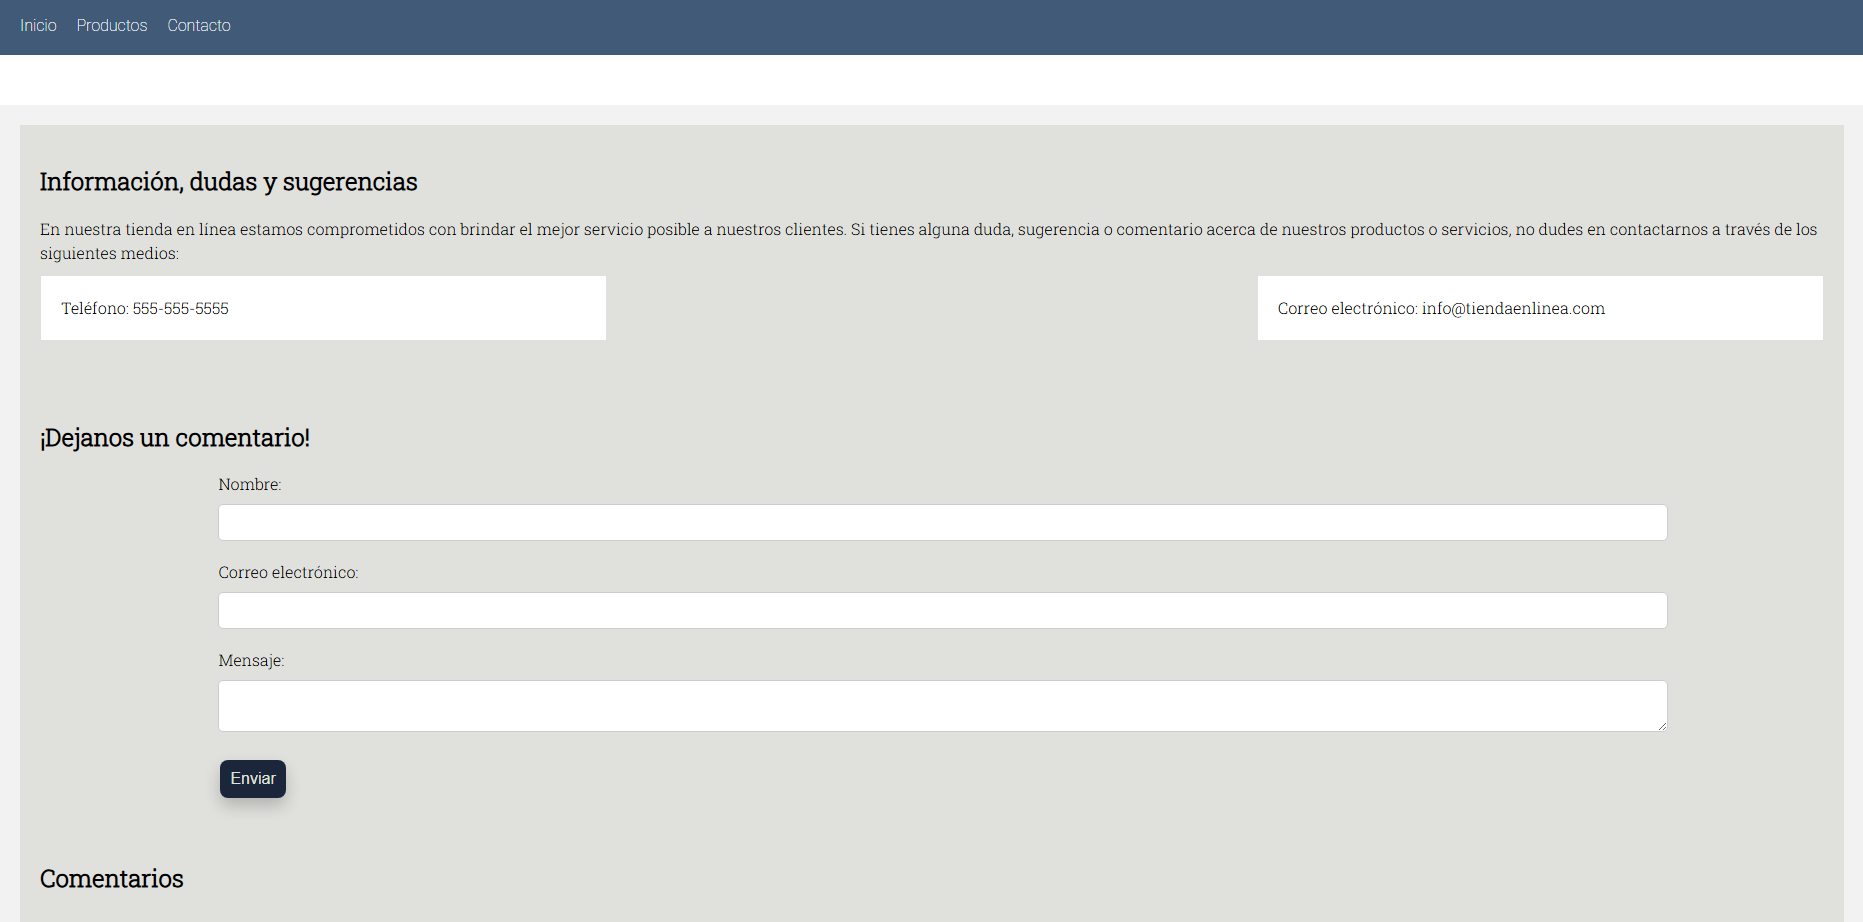 Inicio Productos Contacto
Información, dudas y sugerencias
En nuestra tienda en línea estamos comprometidos con brindar el mejor servicio posible a nuestros clientes. Si tienes alguna duda, sugerencia o comentario acerca de nuestros productos o servicios, no dudes en contactarnos a través de los
siguientes medios:
Teléfono: 555-555-5555
Correo electrónico: info@tiendaenlinea.com
¡Dejanos un comentario!
Nombre:
Correo electrónico:
Mensaje:
Enviar
Comentarios